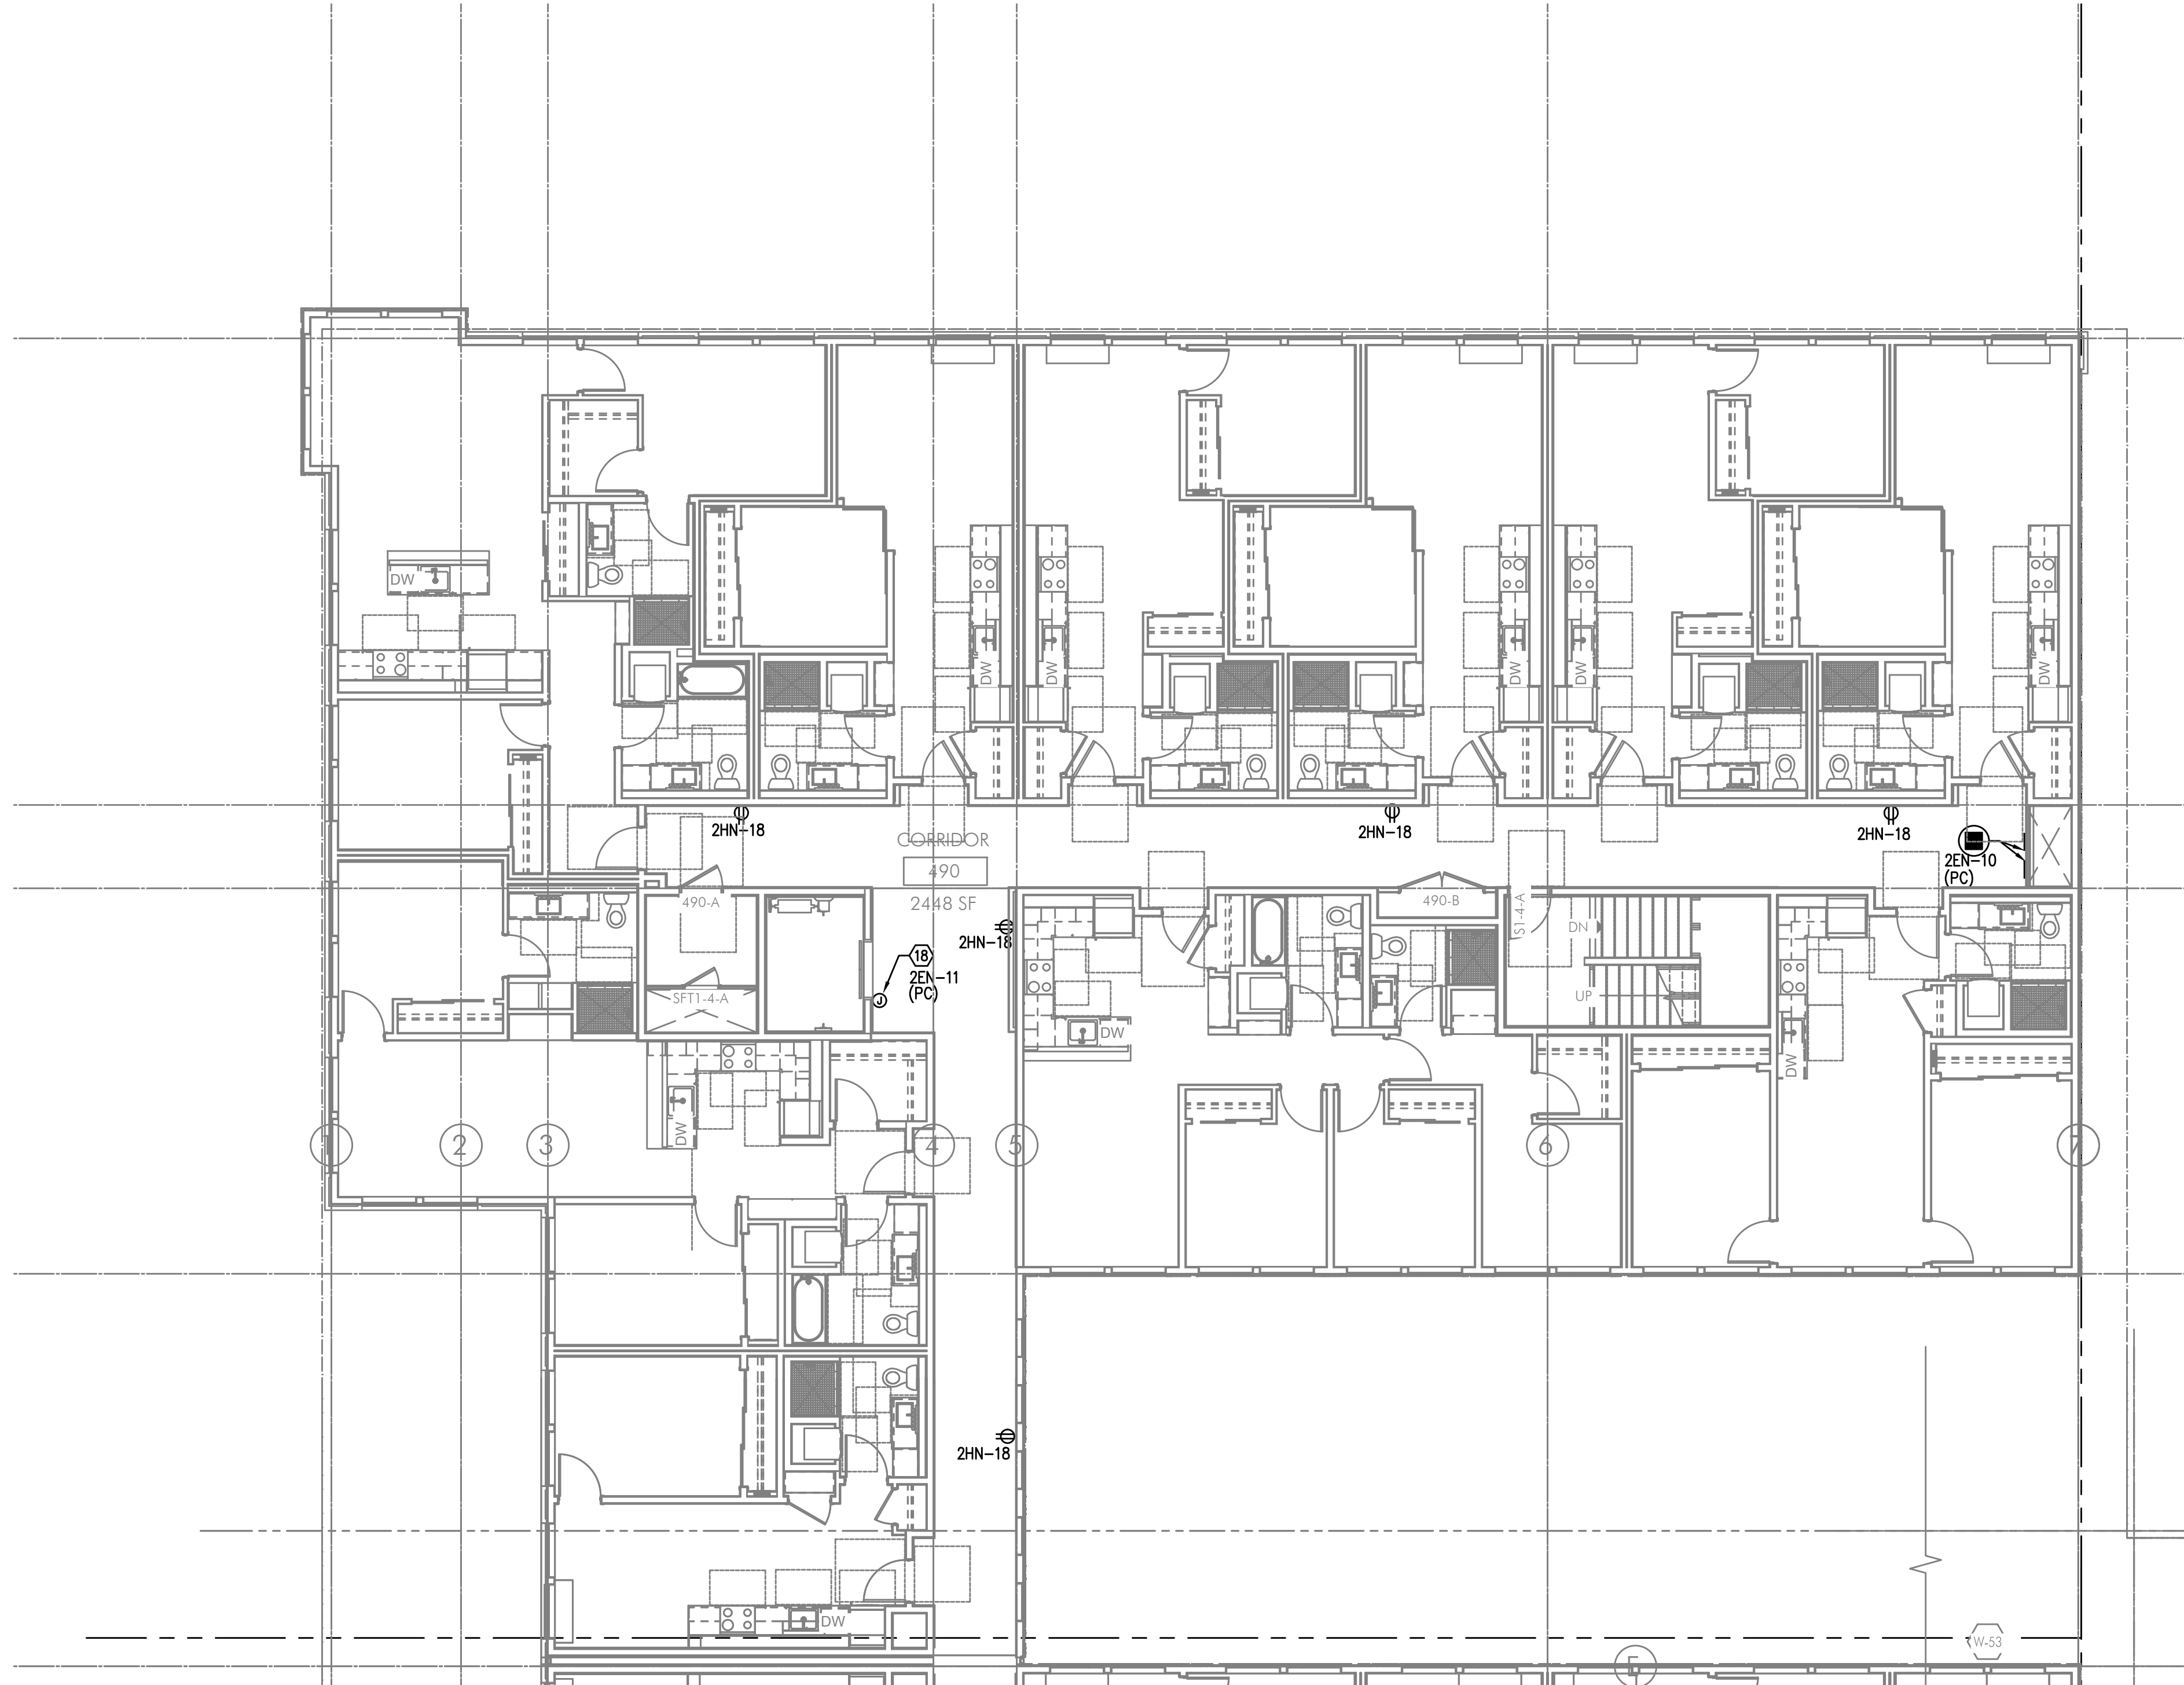 DW
DW
DW
DW
DW
DW
DW
2HN-18
2HN-18
2HN-18
CORRIDOR
490
2448 SF
2EN-10
(PC)
490-A
490-B
S1-4-A
DN
2HN-18
18
2EN-11
(PC)
J
SFT1-4-A
UP
DW
DW
DW
1
2
3
4
5
6
7
2HN-18
DW
W-53
E